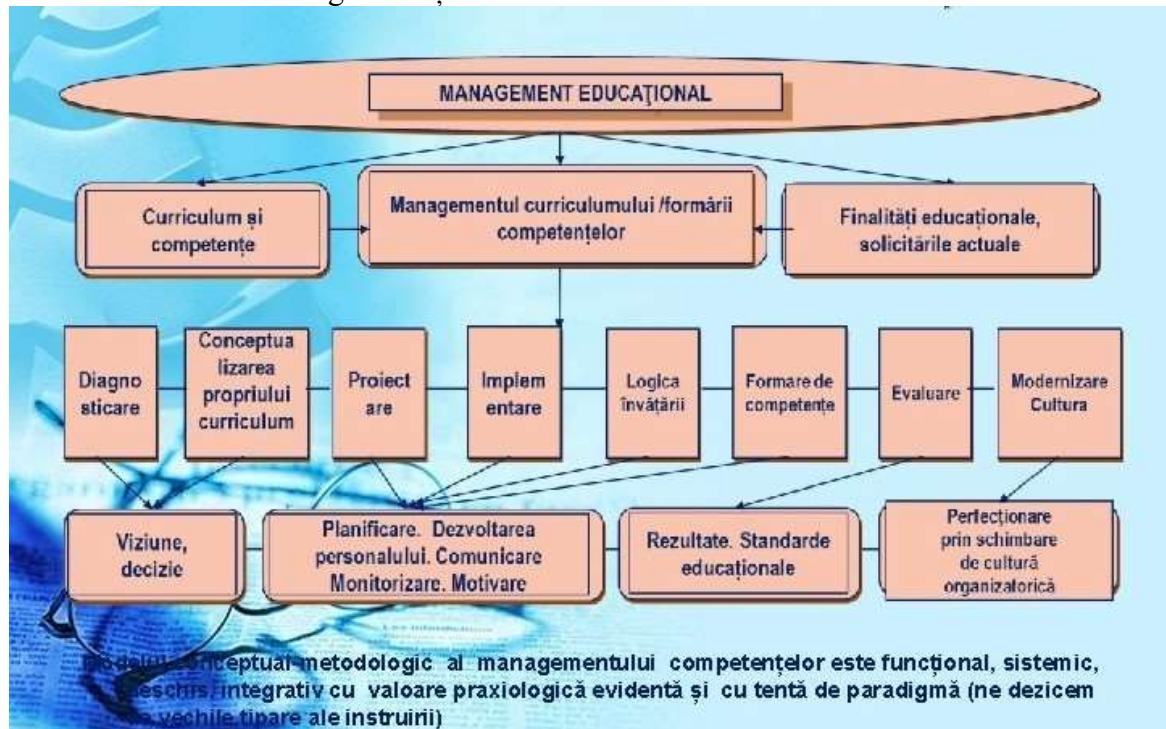 MANAGEMENT EDUCAŢIONAL
Curriculum și
competențe
Managementul curriculumului /formării
competențelor
Finalități educaționale,
solicitările actuale
Diagno
sticare
Conceptua
lizarea
propriului
curriculum
Proiect
are
Implem
entare
Logica
învățării
Formare de
competențe
Evaluare
Modernizare
Cultura
Viziune,
decizie
Planificare. Dezvoltarea
personalului. Comunicare
Monitorizare. Motivare
Rezultate. Standarde
educaționale
Perfecționare
prin schimbare
de cultură
organizatorică
conceptual-metodologic al managementului competențelor este funcțional, sistemic,
integrativ cu valoare praxiologică evidentă și cu tentă de paradigmă (ne dezicem
vechile tipare ale instruirii)